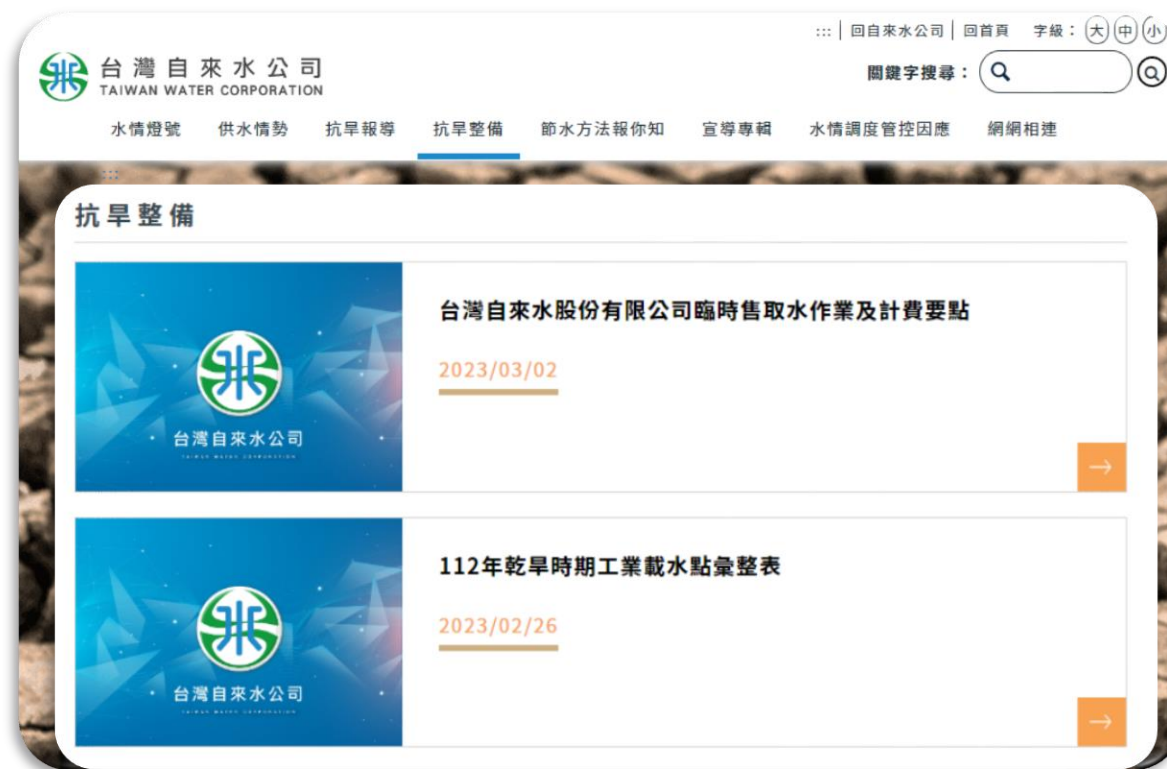 :::│回自來水公司│回首頁 字級：大 中 小
台灣自來水公司
TAIWAN WATER CORPORATION
關鍵字搜尋：
水情燈號 供水情勢 抗旱報導 抗旱整備 節水方法報你知 宣導專輯 水情調度管控因應 網網相連
:::
抗旱整備
台灣自來水股份有限公司臨時售取水作業及計費要點
2023/03/02
台灣自來水公司
TAIWAN WATER CORPORATION
→
112年乾旱時期工業載水點彙整表
2023/02/26
台灣自來水公司
TAIWAN WATER CORPORATION
→